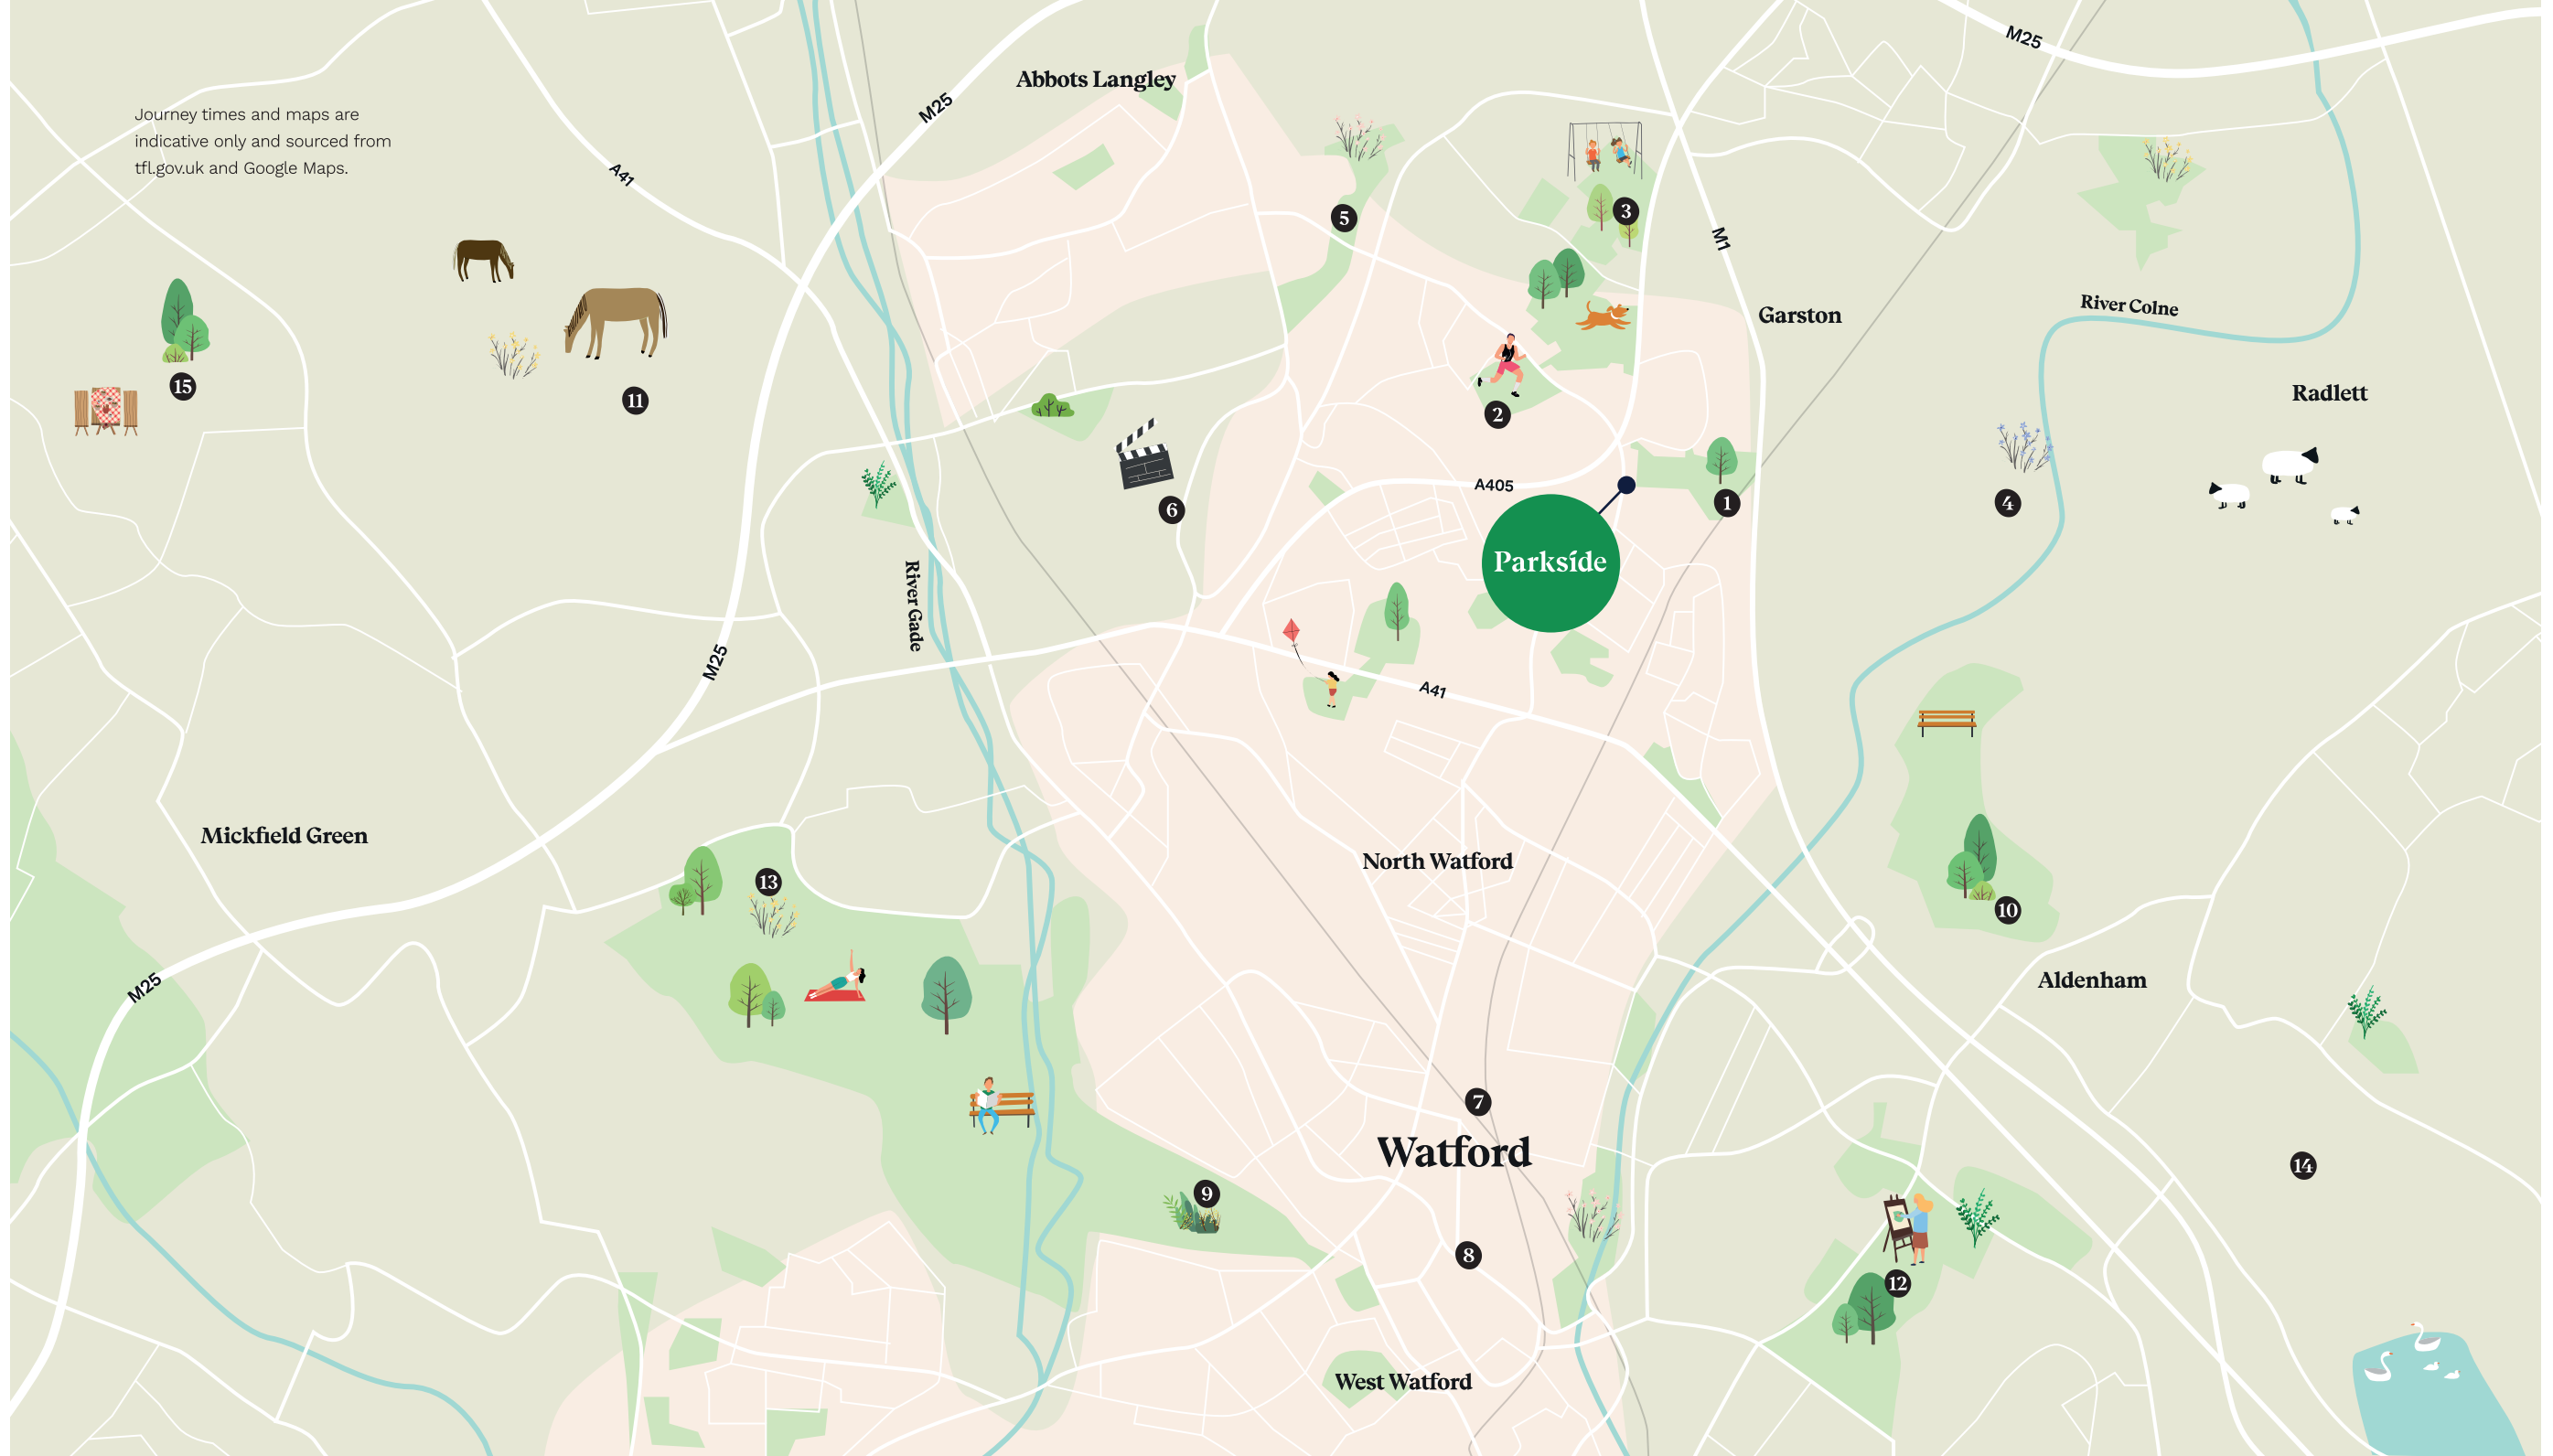 M25
Abbots Langley
M25
Journey times and maps are
indicative only and sourced from
tfl.gov.uk and Google Maps.
A41
3
5
M1
River Colne
Garston
15
Radlett
11
2
A405
1
4
6
Parksíde
River Gade
M25
A41
Mickfield Green
North Watford
13
10
M25
Aldenham
7
Watford
14
9
8
12
West Watford